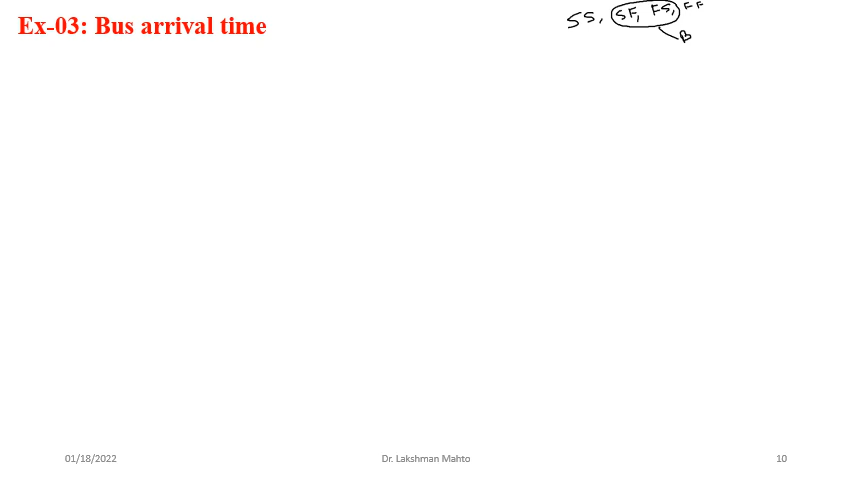 Ex-03: Bus arrival time
SS, SF, FS, FF
B
01/18/2022 Dr. Lakshman Mahto 10